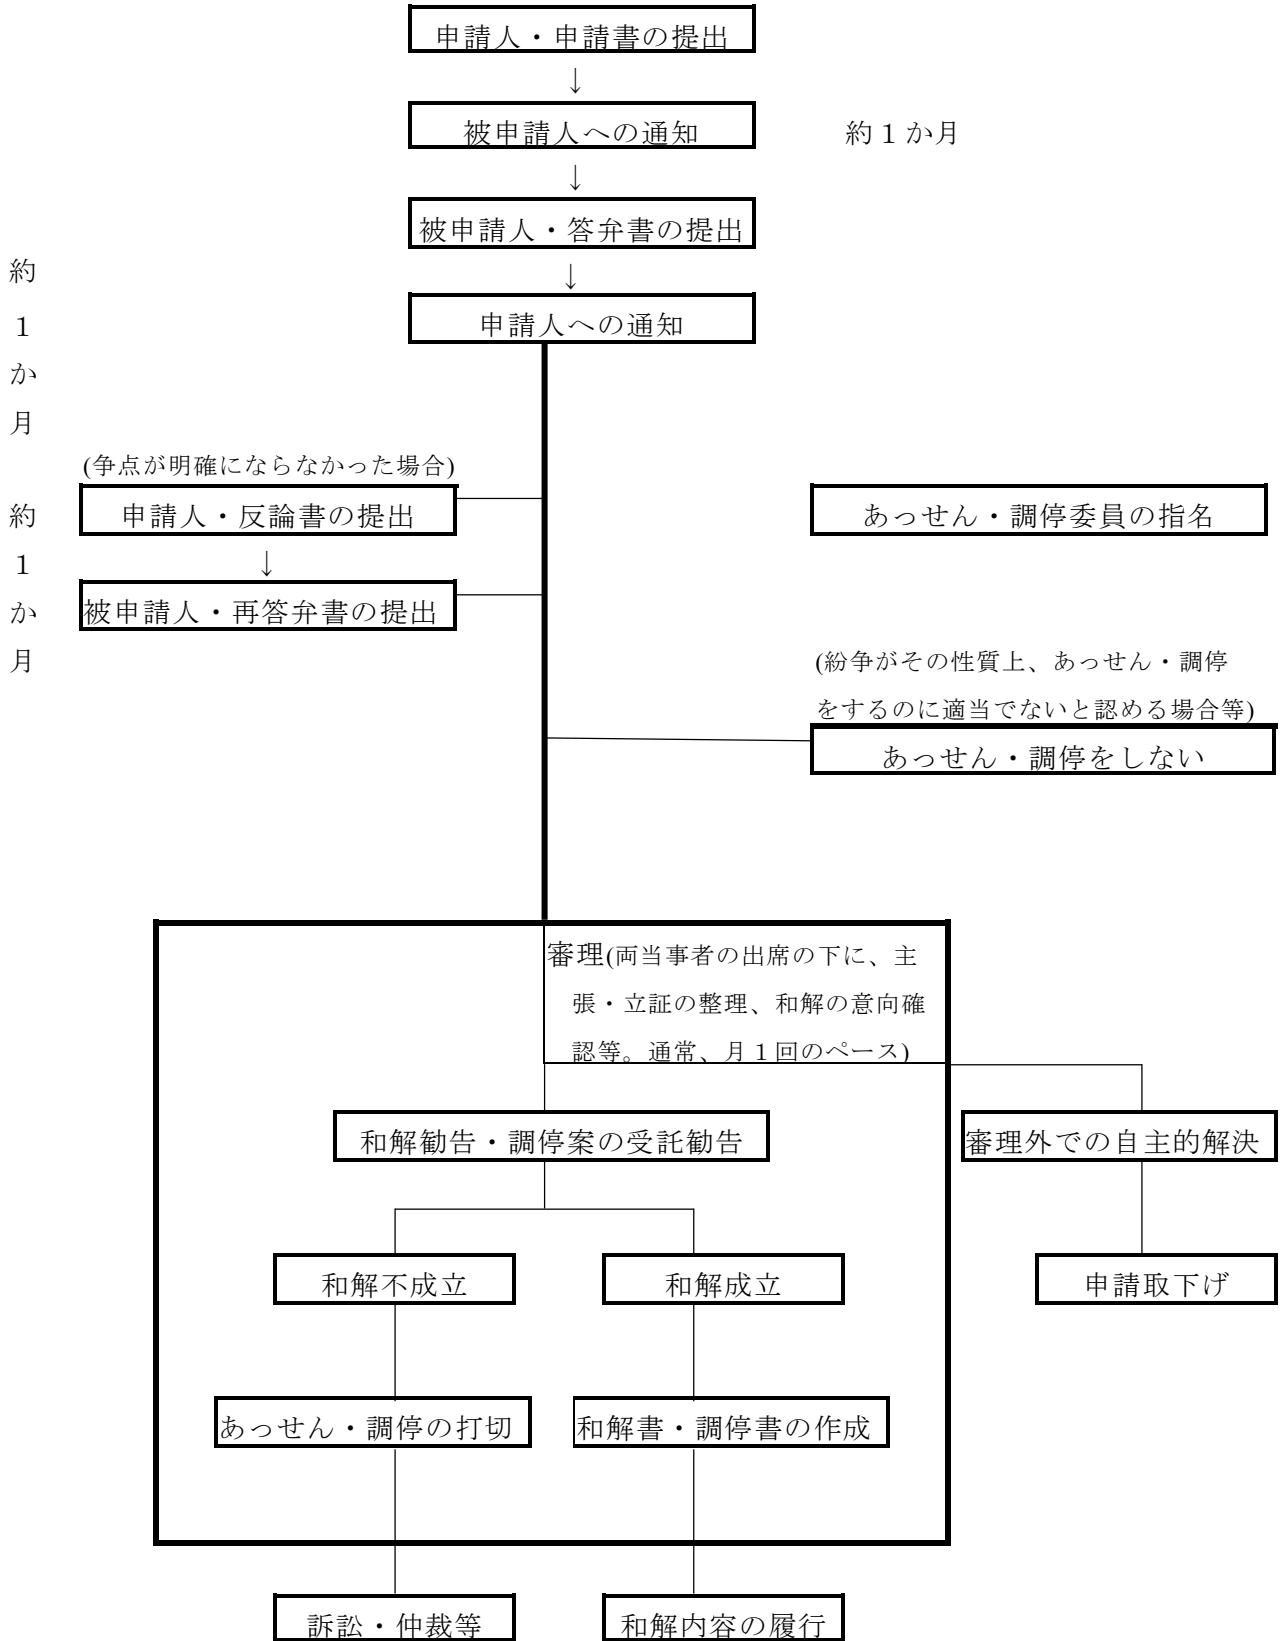 申請人・申請書の提出
↓
被申請人への通知
約１か月
↓
被申請人・答弁書の提出
↓
申請人への通知
約
１
か
月
(争点が明確にならなかった場合)
申請人・反論書の提出
↓
被申請人・再答弁書の提出
約
１
か
月
あっせん・調停委員の指名
(紛争がその性質上、あっせん・調停
をするのに適当でないと認める場合等)
あっせん・調停をしない
審理(両当事者の出席の下に、主
張・立証の整理、和解の意向確
認等。通常、月１回のペース)
和解勧告・調停案の受託勧告
審理外での自主的解決
和解不成立
和解成立
申請取下げ
あっせん・調停の打切
和解書・調停書の作成
訴訟・仲裁等
和解内容の履行